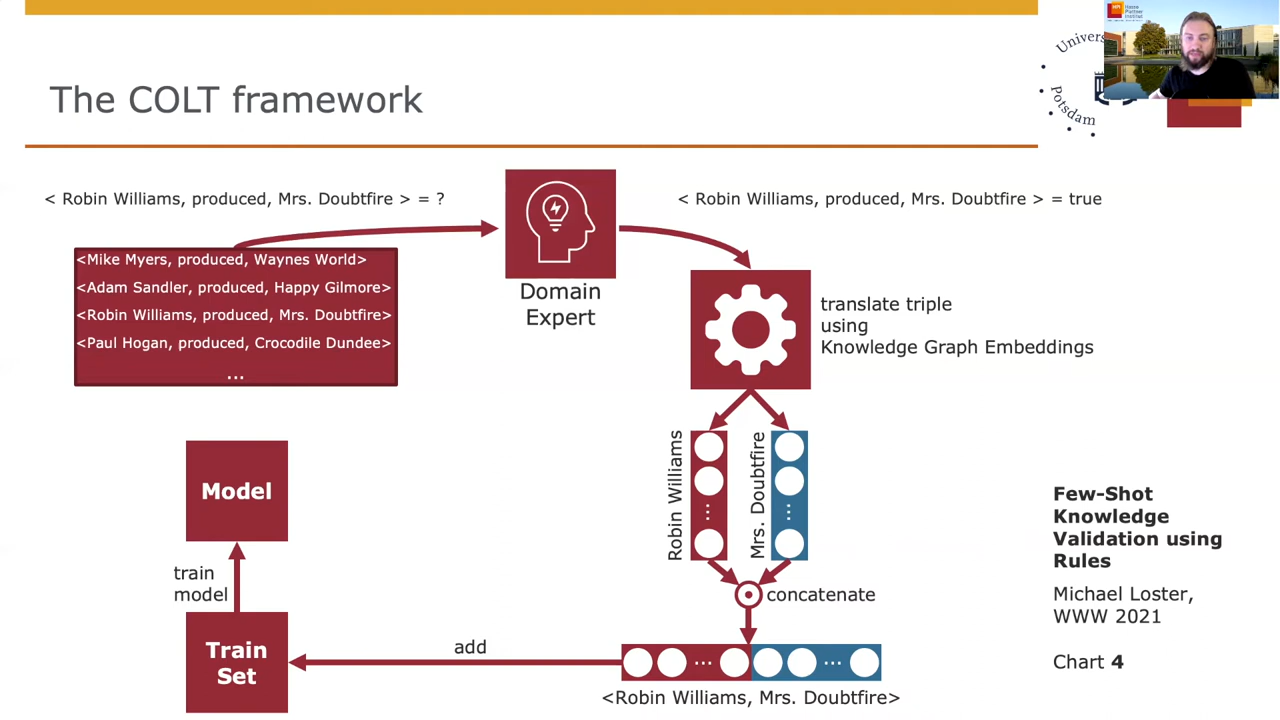 The COLT framework
Hasso
Plattner
Institut
Potsdam
< Robin Williams, produced, Mrs. Doubtfire > = ?
< Robin Williams, produced, Mrs. Doubtfire > = true
<Mike Myers, produced, Waynes World>
<Adam Sandler, produced, Happy Gilmore>
<Robin Williams, produced, Mrs. Doubtfire>
<Paul Hogan, produced, Crocodile Dundee>
...
Domain
Expert
translate triple
using
Knowledge Graph Embeddings
Robin Williams
...
Mrs. Doubtfire
...
concatenate
... ...
<Robin Williams, Mrs. Doubtfire>
add
Train
Set
train
model
Model
Few-Shot
Knowledge
Validation using
Rules
Michael Loster,
WWW 2021
Chart 4